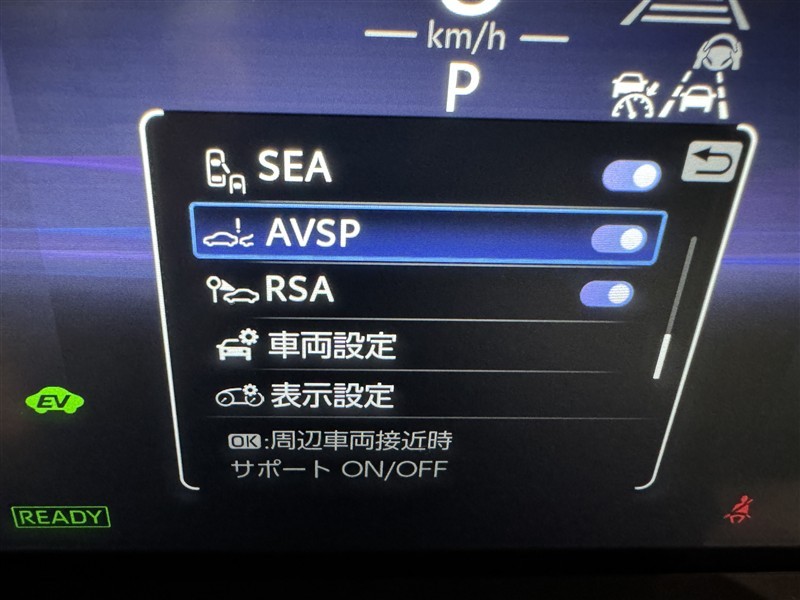 km/h
P
SEA
AVSP
RSA
車両設定
表示設定
OK:周辺車両接近時
サポート ON/OFF
EV
READY